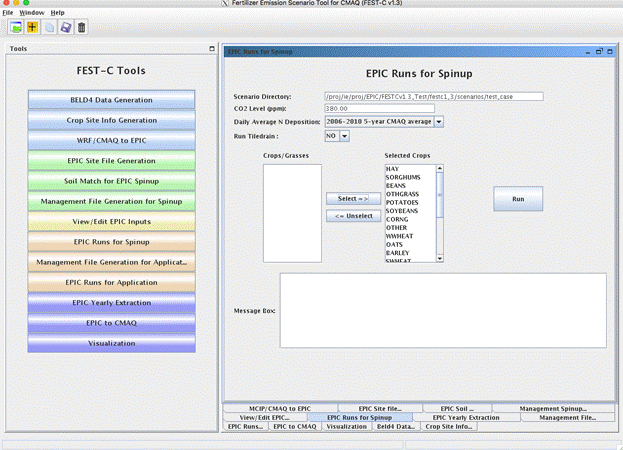 Fertilizer Emission Scenario Tool for CMAQ (FEST-C v1.3)
File Window Help
Tools
FEST-C Tools
BELD4 Data Generation
Crop Site Info Generation
WRF/CMAQ to EPIC
EPIC Site File Generation
Soil Match for EPIC Spinup
Management File Generation for Spinup
View/Edit EPIC Inputs
EPIC Runs for Spinup
Management File Generation for Applicat...
EPIC Runs for Application
EPIC Yearly Extraction
EPIC to CMAQ
Visualization
EPIC Runs for Spinup
EPIC Runs for Spinup
Scenario Directory: /proj/ie/proj/EPIC/FESTCv1.3_Test/festc1_3/scenarios/test_case
CO2 Level (ppm): 380.00
Daily Average N Deposition: 2006-2010 5-year CMAQ average
Run Tiledrain : NO
Crops/Grasses
Selected Crops
HAY
SORGHUMS
BEANS
OTHGRASS
POTATOES
SOYBEANS
CORNG
OTHER
WWHEAT
OATS
BARLEY
SWHEAT
Select =>
<= Unselect
Run
Message Box:
MCIP/CMAQ to EPIC EPIC Site file... EPIC Soil ... Management Spinup...
View/Edit EPIC... EPIC Runs for Spinup EPIC Yearly Extraction Management File...
EPIC Runs... EPIC to CMAQ Visualization Beld4 Data... Crop Site Info...